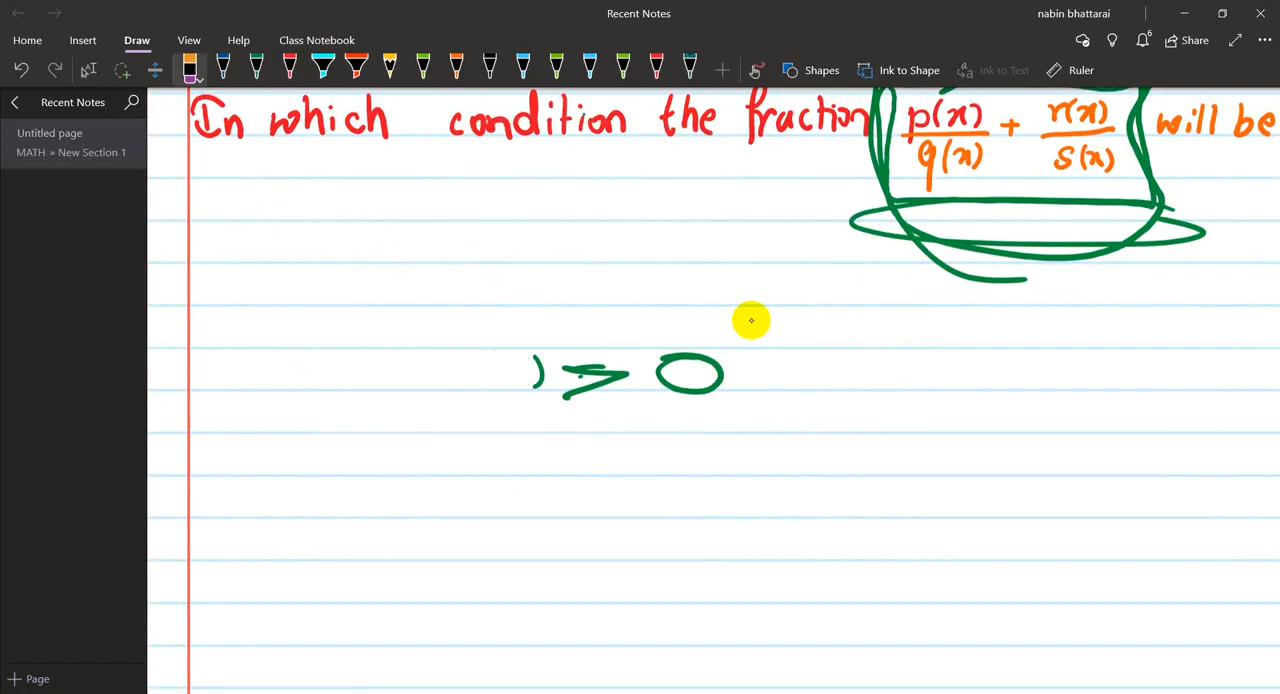 Recent Notes
nabin bhattarai
Home Insert Draw View Help Class Notebook
6
Share
Shapes Ink to Shape Ink to Text Ruler
Recent Notes
Untitled page
MATH » New Section 1
In which condition the fraction p(x)/q(x) + r(x)/s(x) will be
) > 0
+ Page